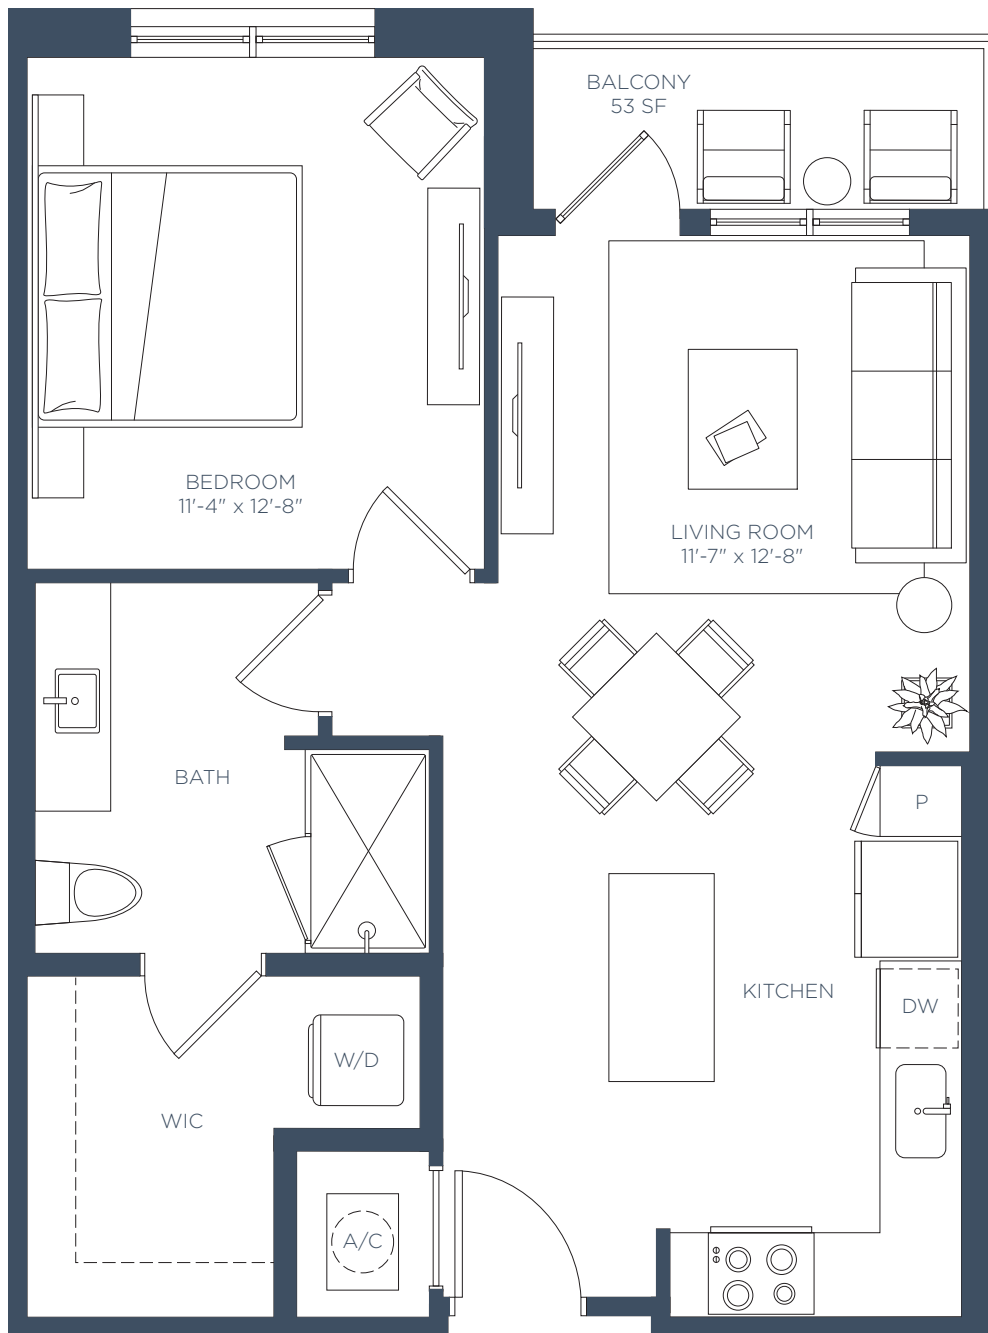 BALCONY
53 SF
BEDROOM
11'-4" x 12'-8"
LIVING ROOM
11'-7" x 12'-8"
BATH
P
KITCHEN
DW
W/D
WIC
A/C